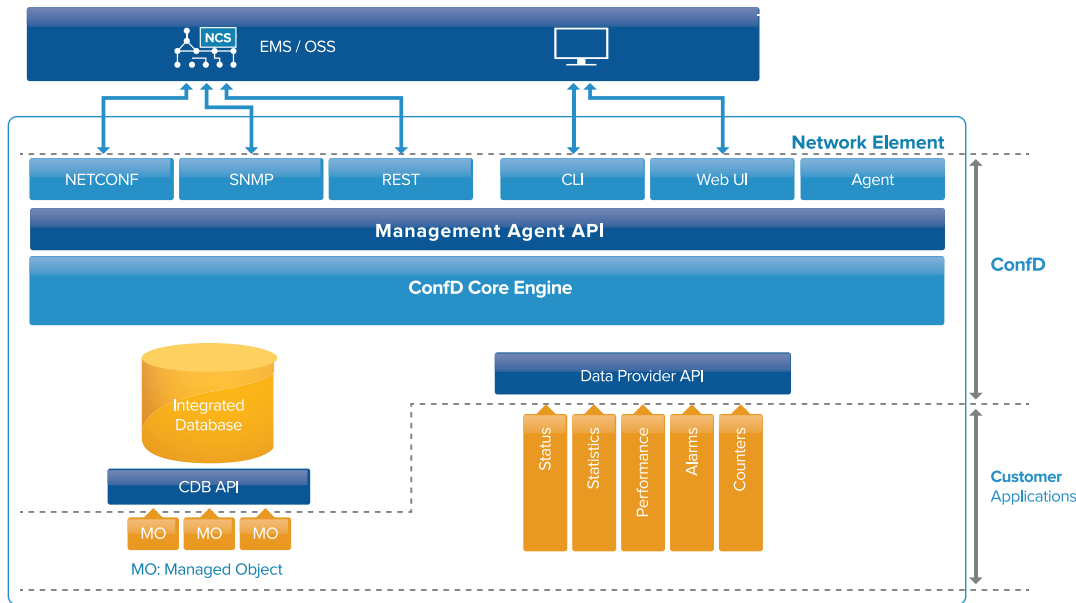 NCS
EMS / OSS
Network Element
NETCONF
SNMP
REST
CLI
Web UI
Agent
Management Agent API
ConfD Core Engine
ConfD
Integrated
Database
Data Provider API
Status
Statistics
Performance
Alarms
Counters
CDB API
MO
MO
MO
MO: Managed Object
Customer
Applications